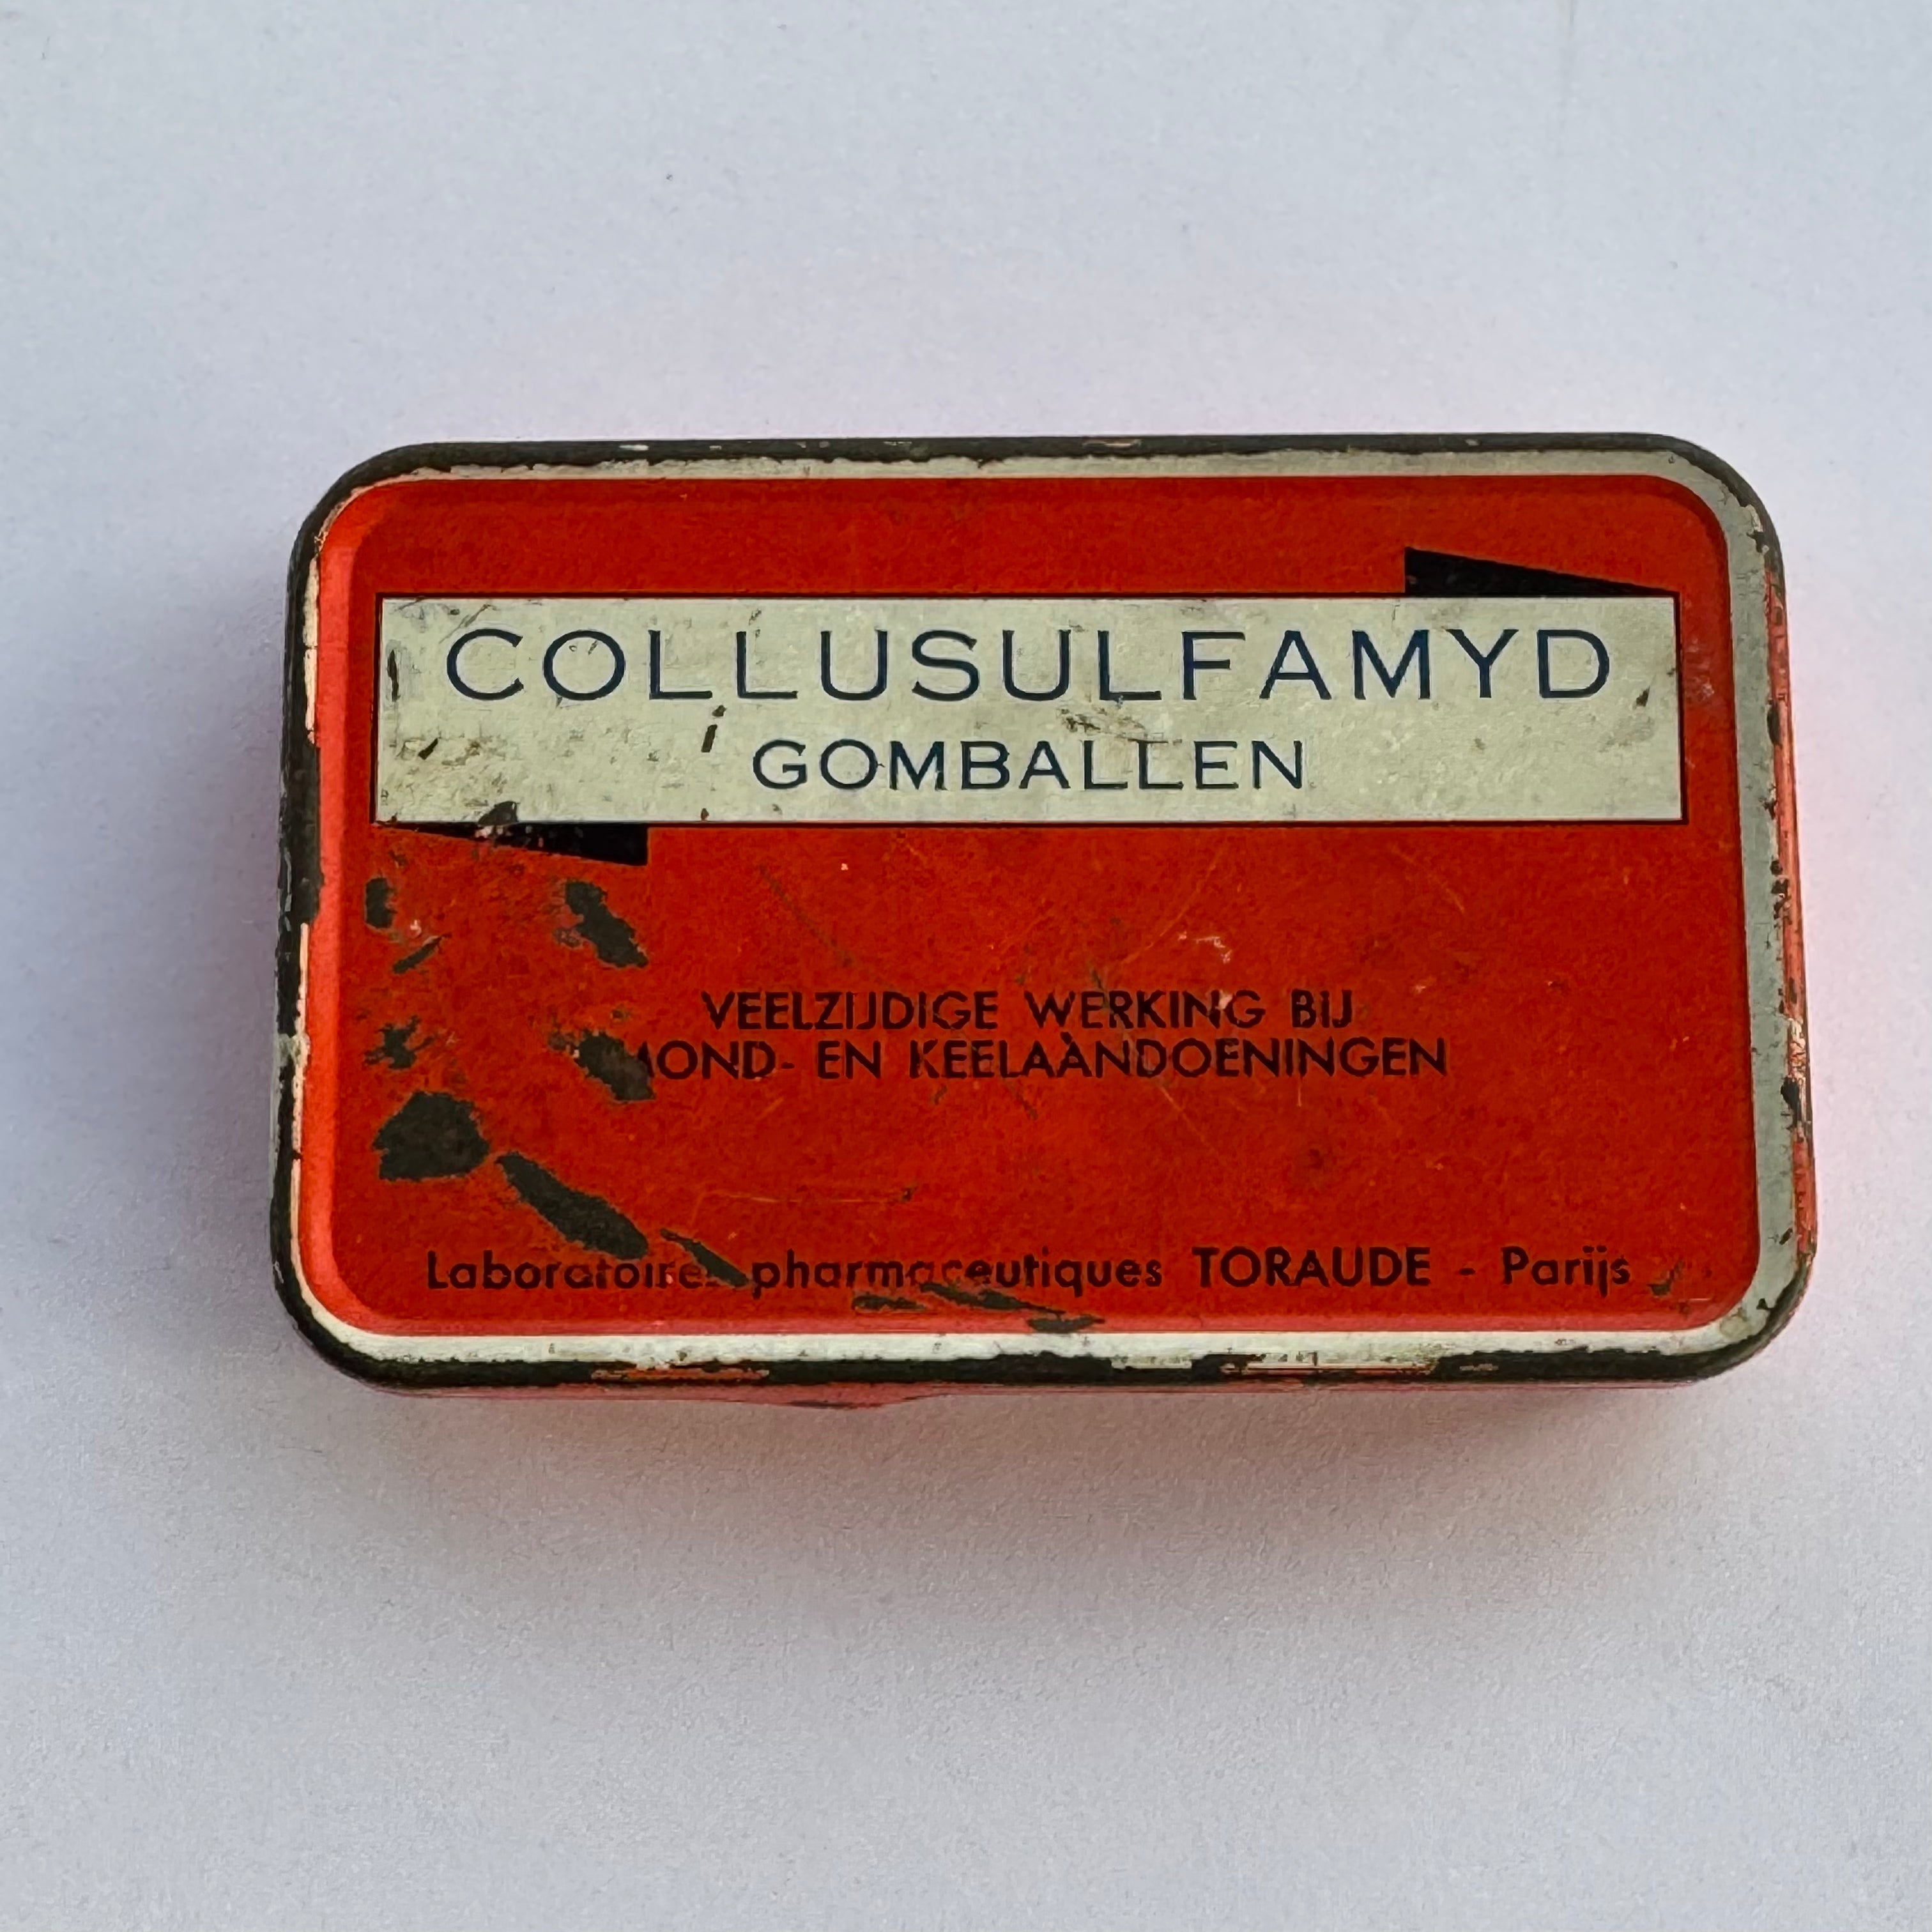 COLLUSULFAMYD
GOMBALLEN
VEELZIJDIGE WERKING BIJ
MOND- EN KEELAANDOENINGEN
Laboratoires pharmaceutiques TORAUDE - Parijs